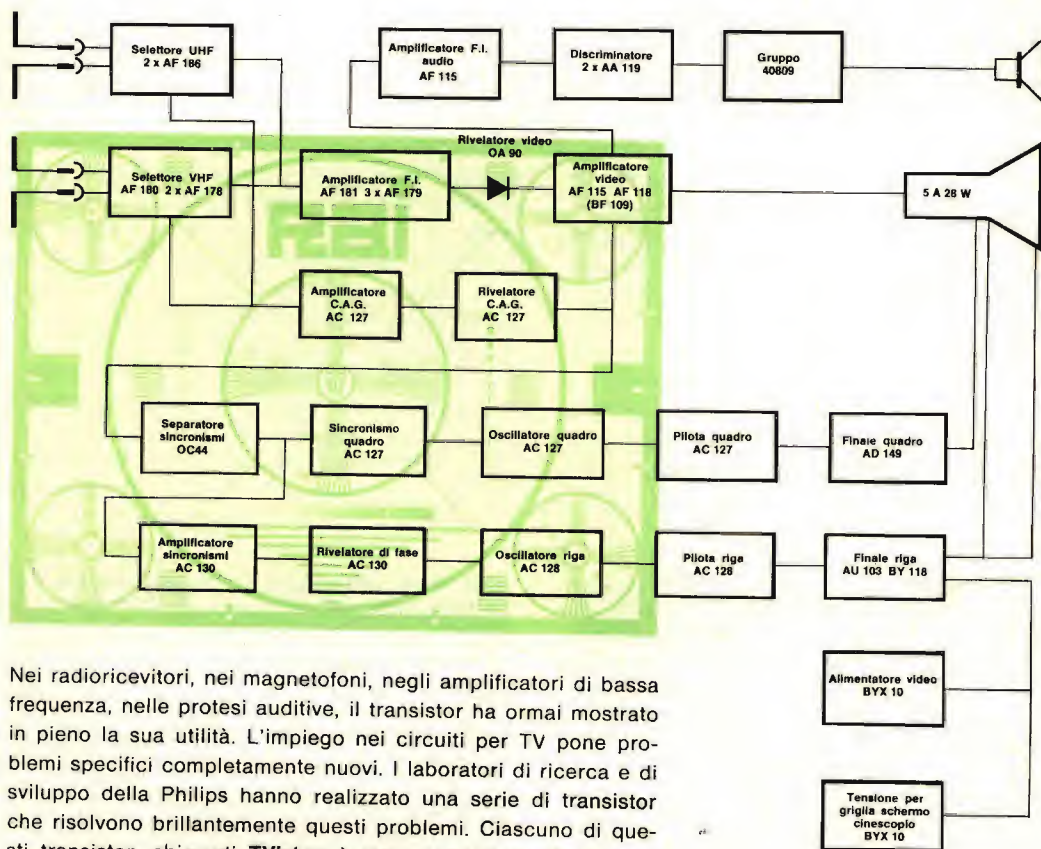 Selettore UHF
2 x AF 186
Amplificatore F.I.
audio
AF 115
Discriminatore
2 x AA 119
Gruppo
40809
Selettore VHF
AF 180 2 x AF 178
Amplificatore F.I.
AF 181 3 x AF 179
Rivelatore video
OA 90
Amplificatore
video
AF 115 AF 118
(BF 109)
5 A 28 W
RAI
Amplificatore
C.A.G.
AC 127
Rivelatore
C.A.G.
AC 127
Separatore
sincronismi
OC44
Sincronismo
quadro
AC 127
Oscillatore quadro
AC 127
Pilota quadro
AC 127
Finale quadro
AD 149
Amplificatore
sincronismi
AC 130
Rivelatore di fase
AC 130
Oscillatore riga
AC 128
Pilota riga
AC 128
Finale riga
AU 103 BY 118
Alimentatore video
BYX 10
Tensione per
griglia schermo
cinescopio
BYX 10
Nei radioricevitori, nei magnetofoni, negli amplificatori di bassa
frequenza, nelle protesi auditive, il transistor ha ormai mostrato
in pieno la sua utilità. L'impiego nei circuiti per TV pone pro-
blemi specifici completamente nuovi. I laboratori di ricerca e di
sviluppo della Philips hanno realizzato una serie di transistor
che risolvono brillantemente questi problemi. Ciascuno di que-